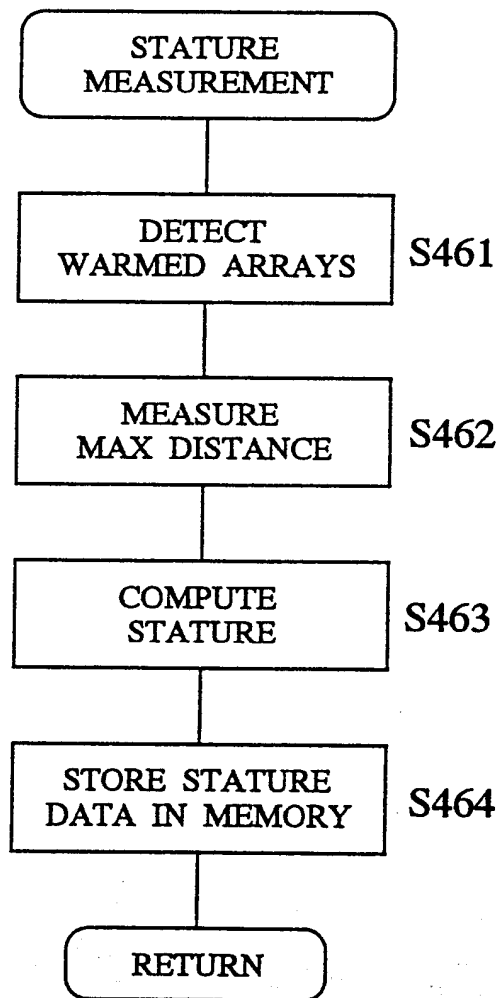 STATURE
MEASUREMENT
DETECT
WARMED ARRAYS
S461
MEASURE
MAX DISTANCE
S462
COMPUTE
STATURE
S463
STORE STATURE
DATA IN MEMORY
S464
RETURN